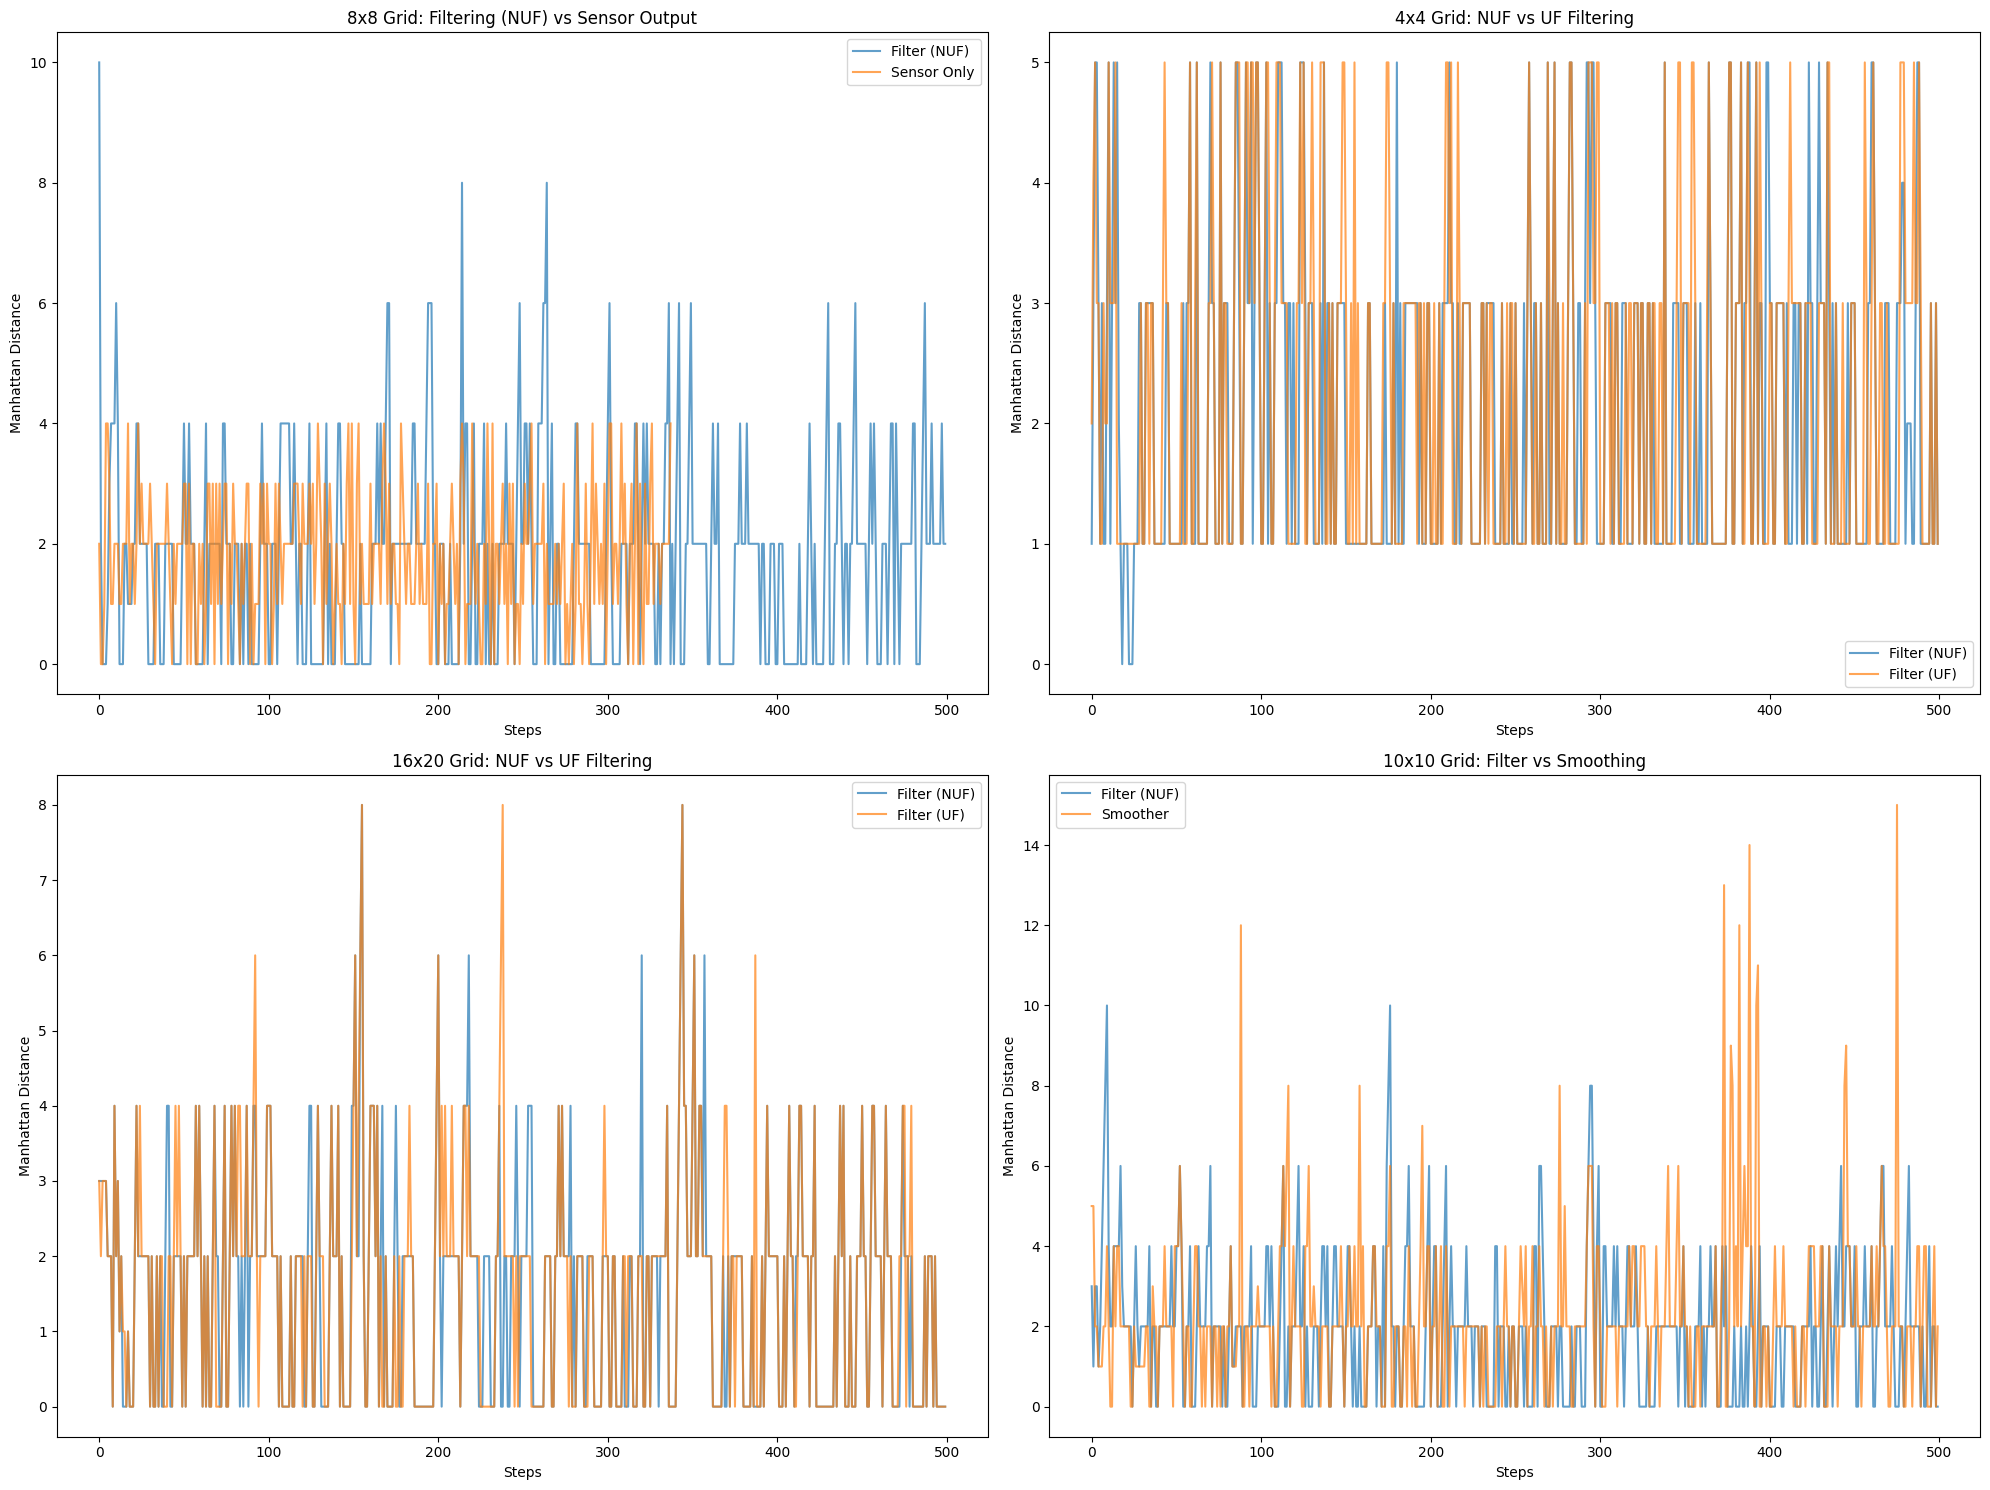 8x8 Grid: Filtering (NUF) vs Sensor Output
Manhattan Distance
10
8
6
4
2
0
Filter (NUF)
Sensor Only
0 100 200 300 400 500
Steps
4x4 Grid: NUF vs UF Filtering
Manhattan Distance
5
4
3
2
1
0
Filter (NUF)
Filter (UF)
0 100 200 300 400 500
Steps
16x20 Grid: NUF vs UF Filtering
Manhattan Distance
8
7
6
5
4
3
2
1
0
Filter (NUF)
Filter (UF)
0 100 200 300 400 500
Steps
10x10 Grid: Filter vs Smoothing
Manhattan Distance
Filter (NUF)
Smoother
14
12
10
8
6
4
2
0
0 100 200 300 400 500
Steps